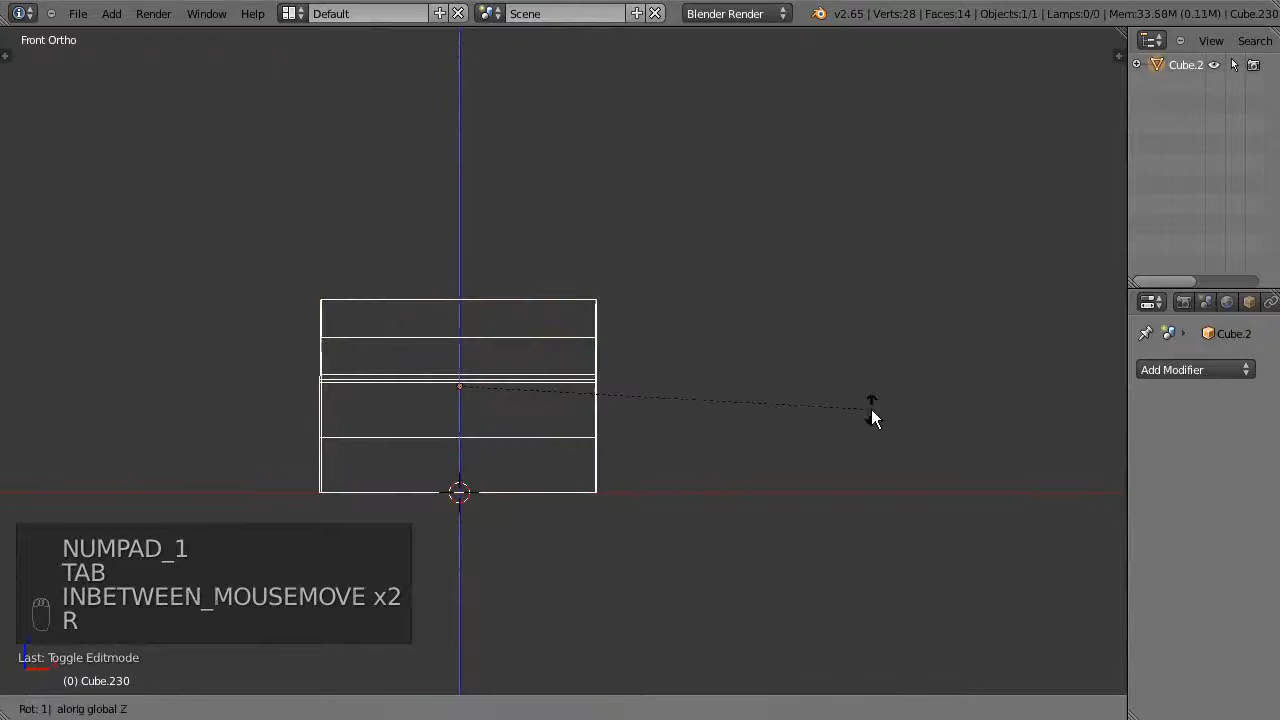 File Add Render Window Help Default Scene Blender Render v2.65 | Verts:28 | Faces:14 | Objects:1/1 | Lamps:0/0 | Mem:33.58M (0.11M) | Cube.230
Front Ortho
View Search
Cube.2
Cube.2
Add Modifier
NUMPAD_1
TAB
INBETWEEN_MOUSEMOVE x2
R
Last: Toggle Editmode
(0) Cube.230
Rot: 1| along global Z